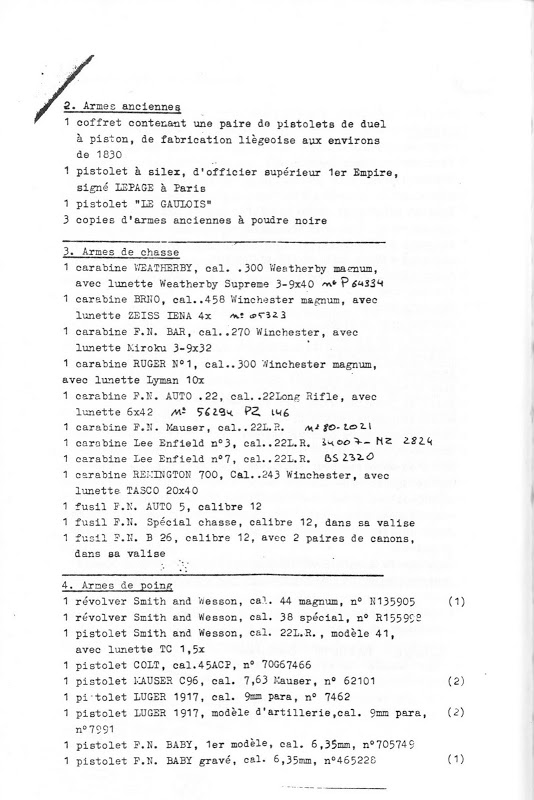 2. Armes anciennes
1 coffret contenant une paire de pistolets de duel
à piston, de fabrication liègeoise aux environs
de 1830
1 pistolet à silex, d'officier supérieur 1er Empire,
signé LEPAGE à Paris
1 pistolet "LE GAULOIS"
3 copies d'armes anciennes à poudre noire
3. Armes de chasse
1 carabine WEATHERBY, cal. .300 Weatherby magnum,
avec lunette Weatherby Supreme 3-9x40 n° P64334
1 carabine BRNO, cal..458 Winchester magnum, avec
lunette ZEISS IENA 4x n° 05323
1 carabine F.N. BAR, cal..270 Winchester, avec
lunette Kiroku 3-9x32
1 carabine RUGER N°1, cal..300 Winchester magnum,
avec lunette Lyman 10x
1 carabine F.N. AUTO .22, cal..22Long Rifle, avec
lunette 6x42 N° 56294 PZ 146
1 carabine F.N. Mauser, cal..22L.R. n° 80-2021
1 carobine Lee Enfield n°3, cal..22L.R. 34007-NZ 2824
1 carabine Lee Enfield n°7, cal..22L.R. BS2320
1 carabine REMINGTON 700, Cal..243 Winchester, avec
lunette TASCO 20x40
1 fusil F.N. AUTO 5, calibre 12
1 fusil F.N. Spécial chasse, calibre 12, dans sa valise
1 fusil F.N. B 26, calibre 12, avec 2 paires de canons,
dans sa valise
4. Armes de poing
1 révolver Smith and Wesson, cal. 44 magnum, n° N135905 (1)
1 révolver Smith and Wesson, cal. 38 spécial, n° R155998
1 pistolet Smith and Wesson, cal. 22L.R., modèle 41,
avec lunette TC 1,5x
1 pistolet COLT, cal.45ACP, n° 70G67466
1 pistolet MAUSER C96, cal. 7,63 Mauser, n° 62101 (2)
1 pistolet LUGER 1917, cal. 9mm para, n° 7462
1 pistolet LUGER 1917, modèle d'artillerie,cal. 9mm para, (2)
n°7991
1 pistolet F.N. BABY, 1er modèle, cal. 6,35mm, n°705749
1 pistolet F.N. BABY gravé, cal. 6,35mm, n°465228 (1)